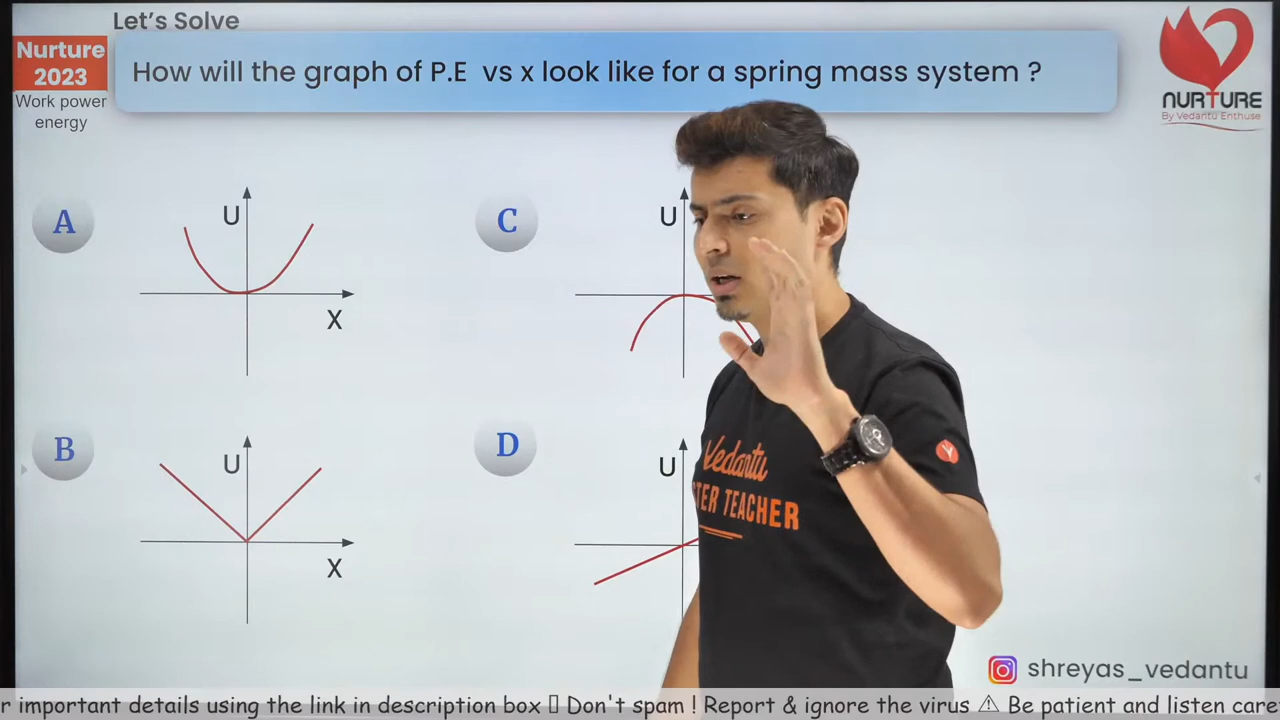 Let's Solve
Nurture
2023
Work power
energy
How will the graph of P.E vs x look like for a spring mass system ?
NURTURE
By Vedantu Enthuse
A
U
X
C
U
B
U
X
D
U
Vedantu
TER TEACHER
shreyas_vedantu
r important details using the link in description box Don't spam ! Report & ignore the virus ⚠ Be patient and listen care